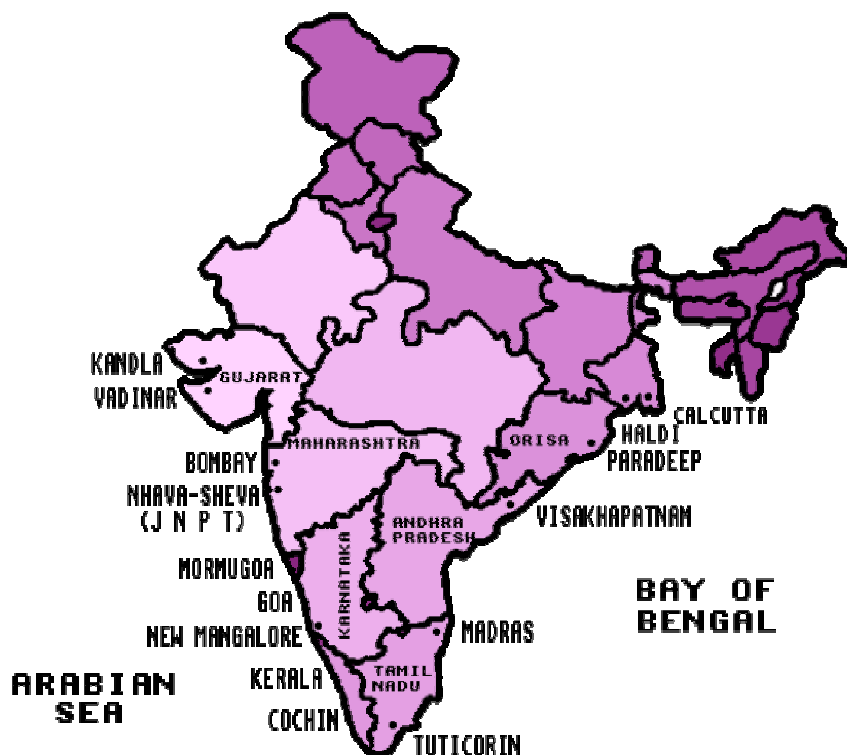 KANDLA
GUJARAT
VADINAR
CALCUTTA
HALDI
MAHARASHTRA
ORISA
PARADEEP
BOMBAY
NHAVA-SHEVA
(J N P T)
VISAKHAPATNAM
ANDHRA
PRADESH
KARNATAKA
MORMUGOA
GOA
BAY OF
BENGAL
NEW MANGALORE
MADRAS
KERALA
TAMIL
NADU
ARABIAN
SEA
COCHIN
TUTICORIN